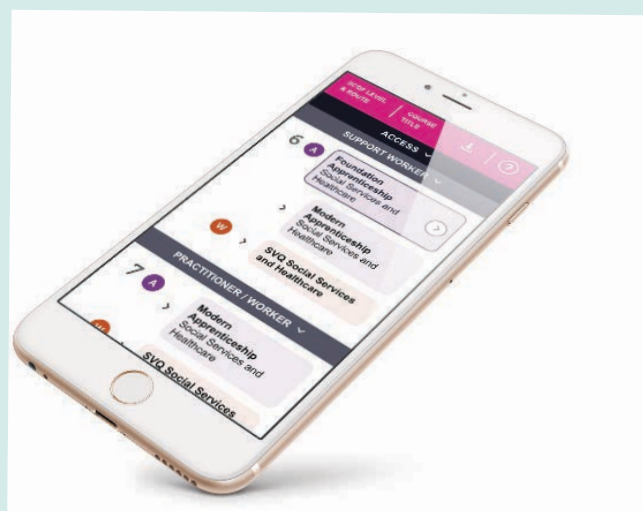 SCQF LEVEL
& ROUTE
COURSE
TITLE
ACCESS
SUPPORT WORKER
6 A
Foundation
Apprenticeship
Social Services and
Healthcare
Modern
Apprenticeship
Social Services and
Healthcare
W
SVQ Social Services
and Healthcare
PRACTITIONER / WORKER
7 A
Modern
Apprenticeship
Social Services and
Healthcare
W
SVQ Social Services